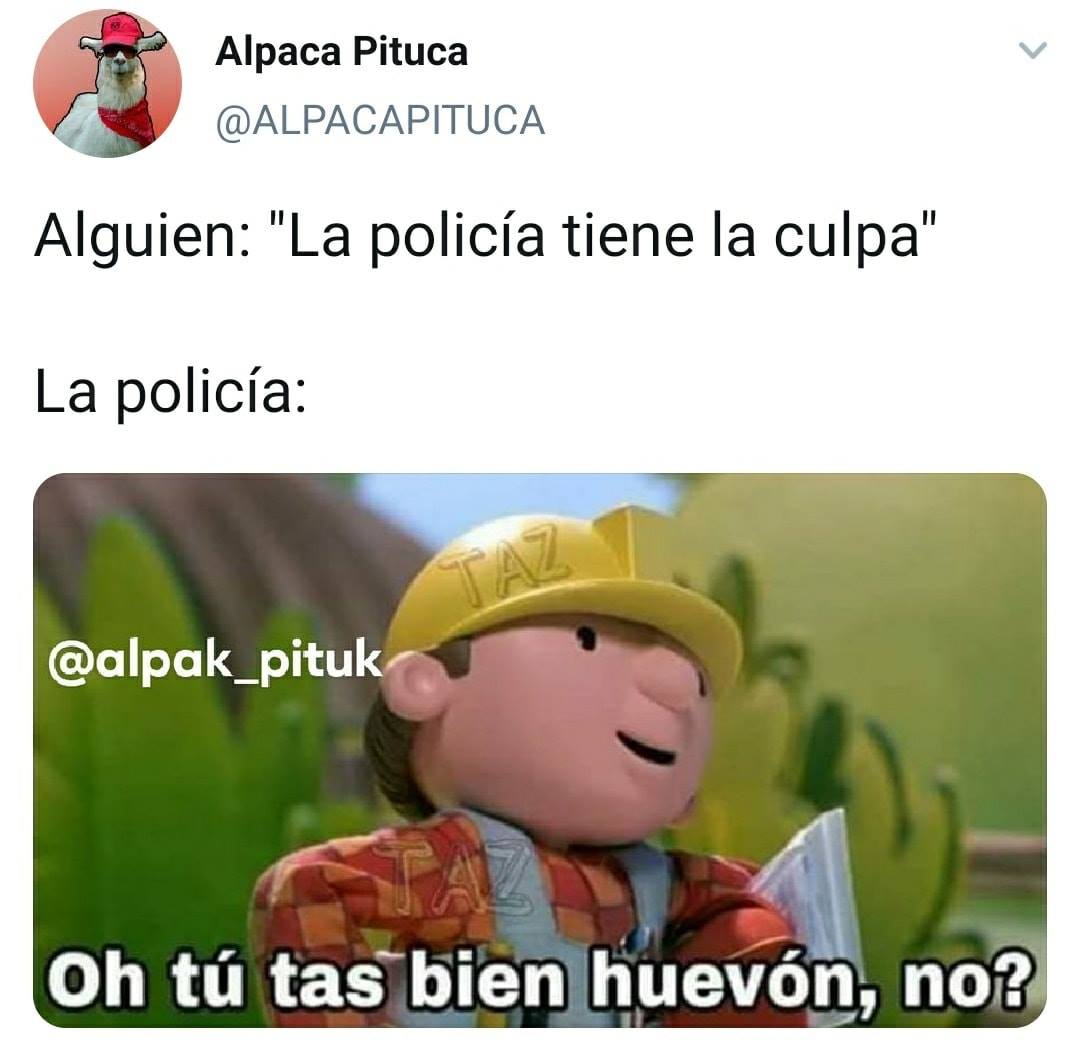 Alpaca Pituca
@ALPACAPITUCA
Alguien: "La policía tiene la culpa"
La policía:
TAZ
@alpak_pituk
TAZ
Oh tú tas bien huevón, no?